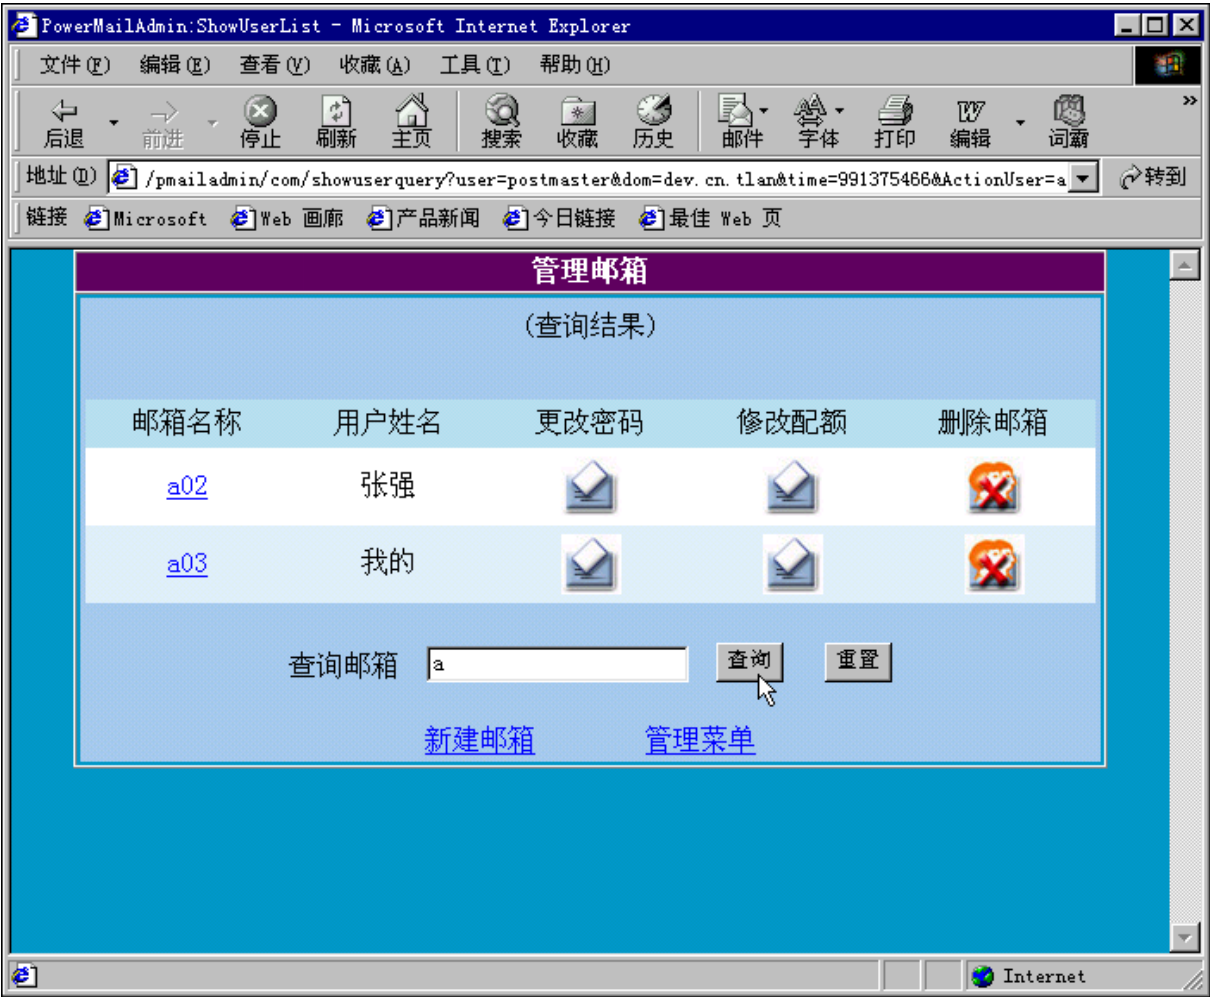 PowerMailAdmin:ShowUserList - Microsoft Internet Explorer
文件(F) 编辑(E) 查看(V) 收藏(A) 工具(T) 帮助(H)
后退 前进 停止 刷新 主页 搜索 收藏 历史 邮件 字体 打印 编辑 词霸 »
地址(D) /pmailadmin/com/showuserquery?user=postmaster&dom=dev.cn.tlan&time=991375466&ActionUser=a 转到
链接 Microsoft Web 画廊 产品新闻 今日链接 最佳 Web 页
管理邮箱
(查询结果)
邮箱名称 用户姓名 更改密码 修改配额 删除邮箱
a02 张强
a03 我的
查询邮箱 a 查询 重置
新建邮箱 管理菜单
Internet